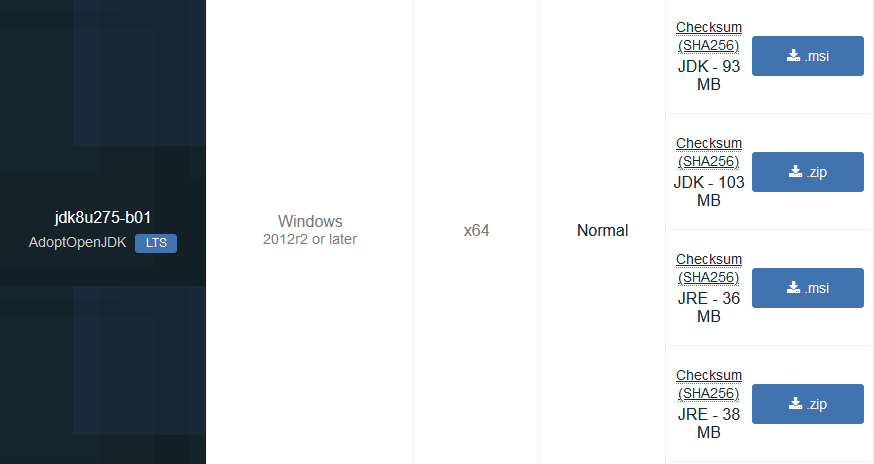 jdk8u275-b01
AdoptOpenJDK LTS
Windows
2012r2 or later
x64
Normal
Checksum
(SHA256)
JDK - 93
MB
.msi
Checksum
(SHA256)
JDK - 103
MB
.zip
Checksum
(SHA256)
JRE - 36
MB
.msi
Checksum
(SHA256)
JRE - 38
MB
.zip